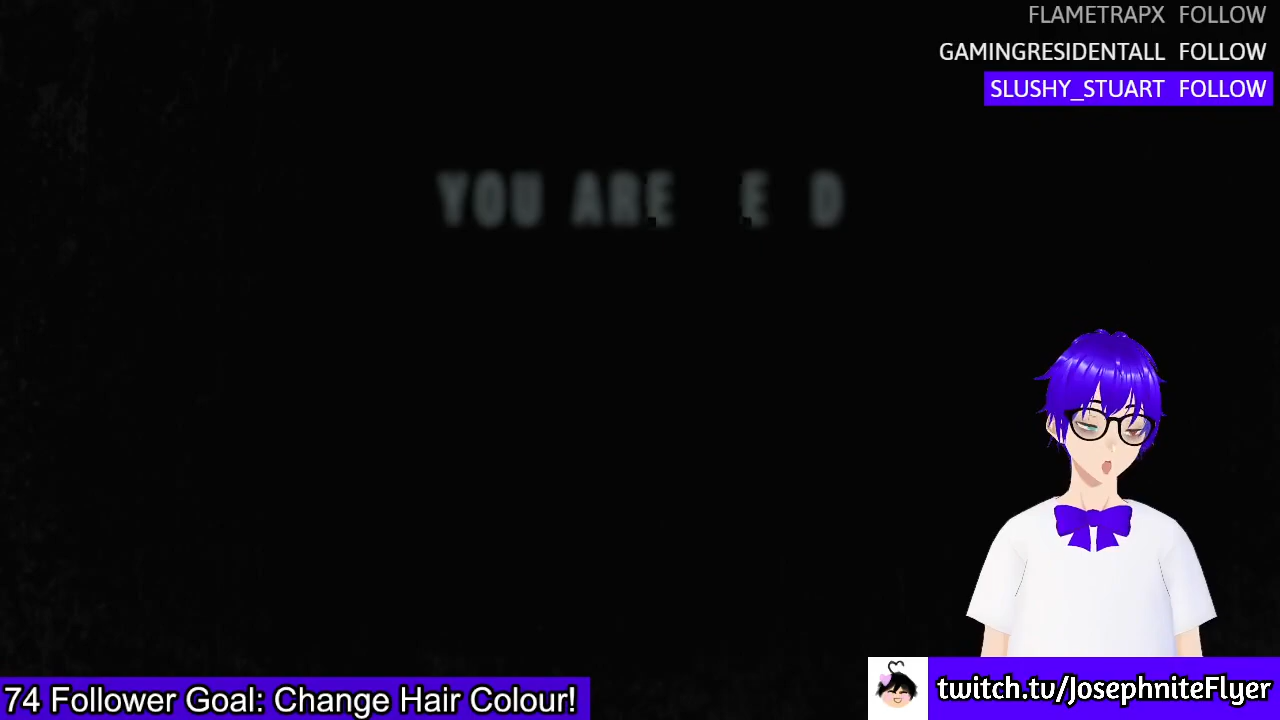 FLAMETRAPX FOLLOW
GAMINGRESIDENTALL FOLLOW
SLUSHY_STUART FOLLOW
YOU ARE E D
74 Follower Goal: Change Hair Colour!
twitch.tv/JosephniteFlyer